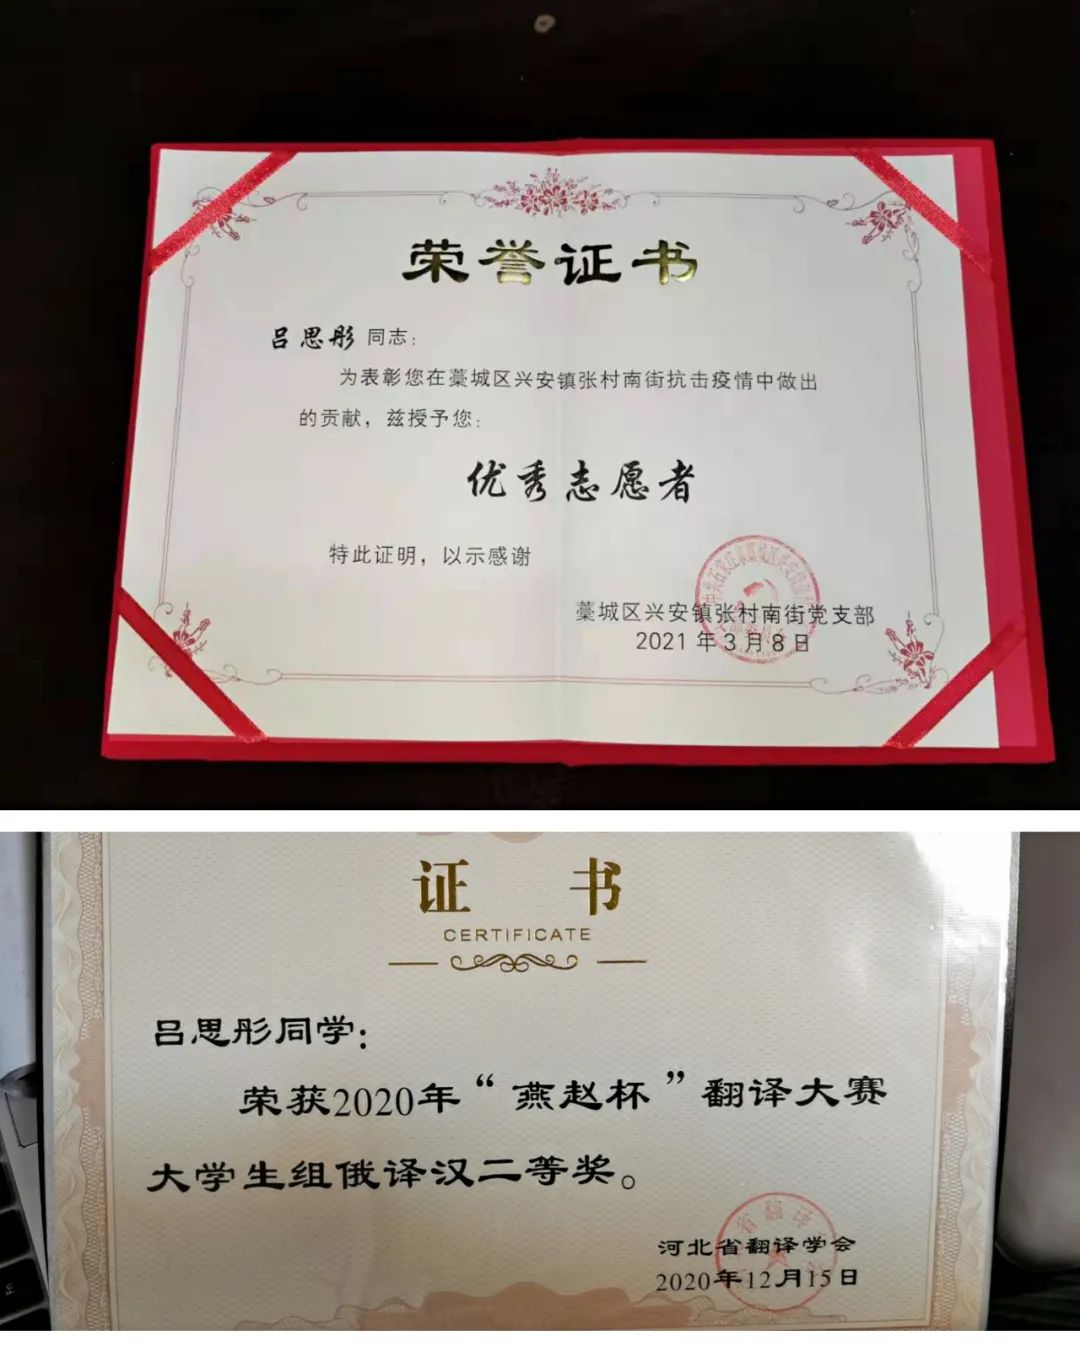 荣誉证书
吕思彤 同志：
为表彰您在藁城区兴安镇张村南街抗击疫情中做出
的贡献，兹授予您：
优秀志愿者
特此证明，以示感谢
藁城区兴安镇张村南街党支部
2021年3月8日
证 书
CERTIFICATE
吕思彤同学：
荣获2020年“燕赵杯”翻译大赛
大学生组俄译汉二等奖。
河北省翻译学会
2020年12月15日